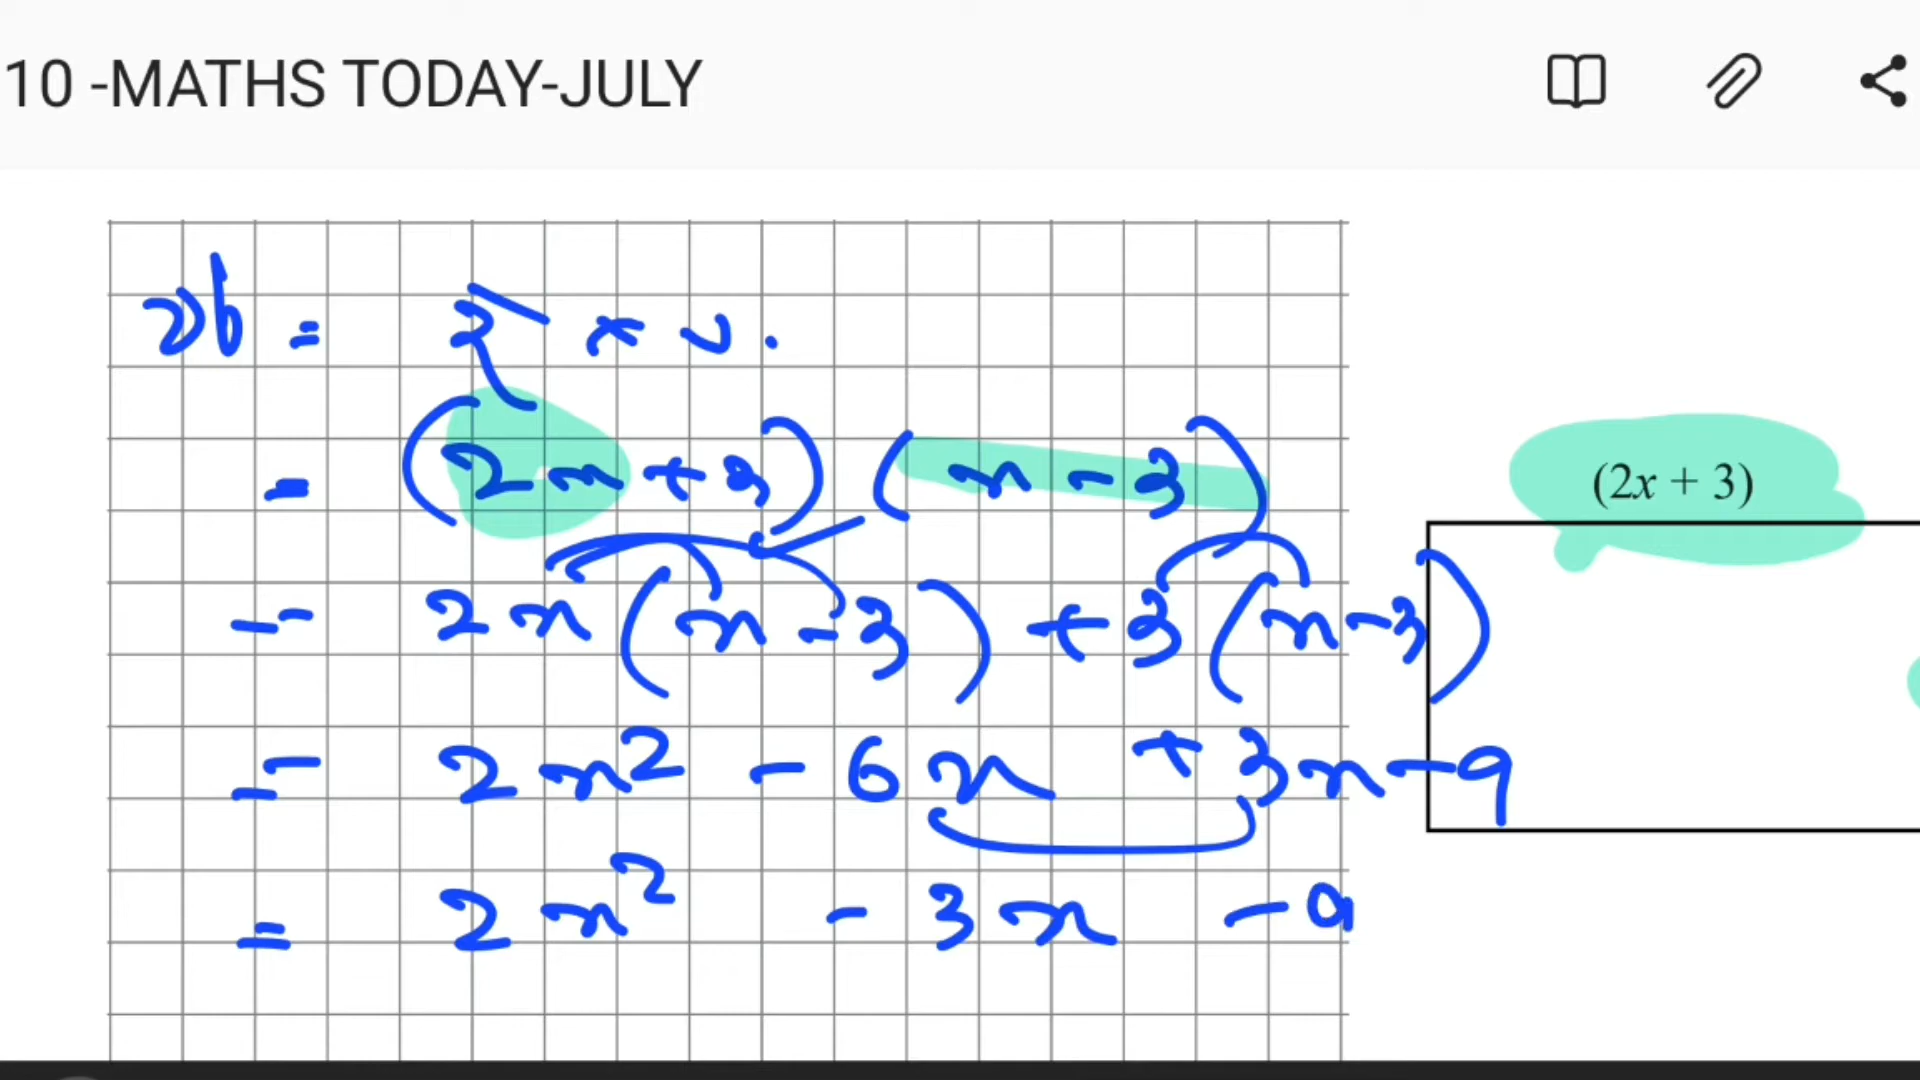 10 -MATHS TODAY-JULY
= (2x+3)(x-3)
(2x + 3)
= 2x(x-3)+3(x-3)
= 2x² - 6x + 3x - 9
= 2x² - 3x - 9